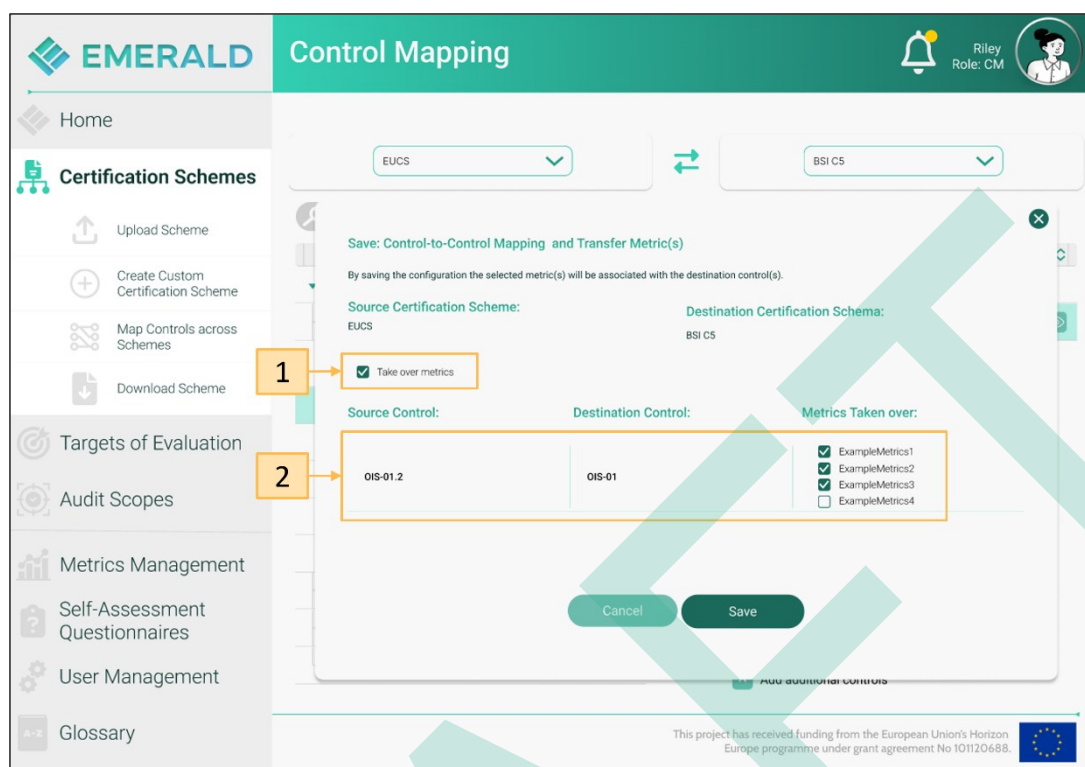 EMERALD
Control Mapping
Riley
Role: CM
Home
Certification Schemes
Upload Scheme
Create Custom
Certification Scheme
Map Controls across
Schemes
Download Scheme
Targets of Evaluation
Audit Scopes
Metrics Management
Self-Assessment
Questionnaires
User Management
A-Z
Glossary
EUCS
BSI C5
Save: Control-to-Control Mapping and Transfer Metric(s)
By saving the configuration the selected metric(s) will be associated with the destination control(s).
Source Certification Scheme:
EUCS
Destination Certification Schema:
BSI C5
1
Take over metrics
Source Control:
Destination Control:
Metrics Taken over:
2
OIS-01.2
OIS-01
ExampleMetrics1
ExampleMetrics2
ExampleMetrics3
ExampleMetrics4
Cancel
Save
Add additional controls
This project has received funding from the European Union's Horizon
Europe programme under grant agreement No 101120688.